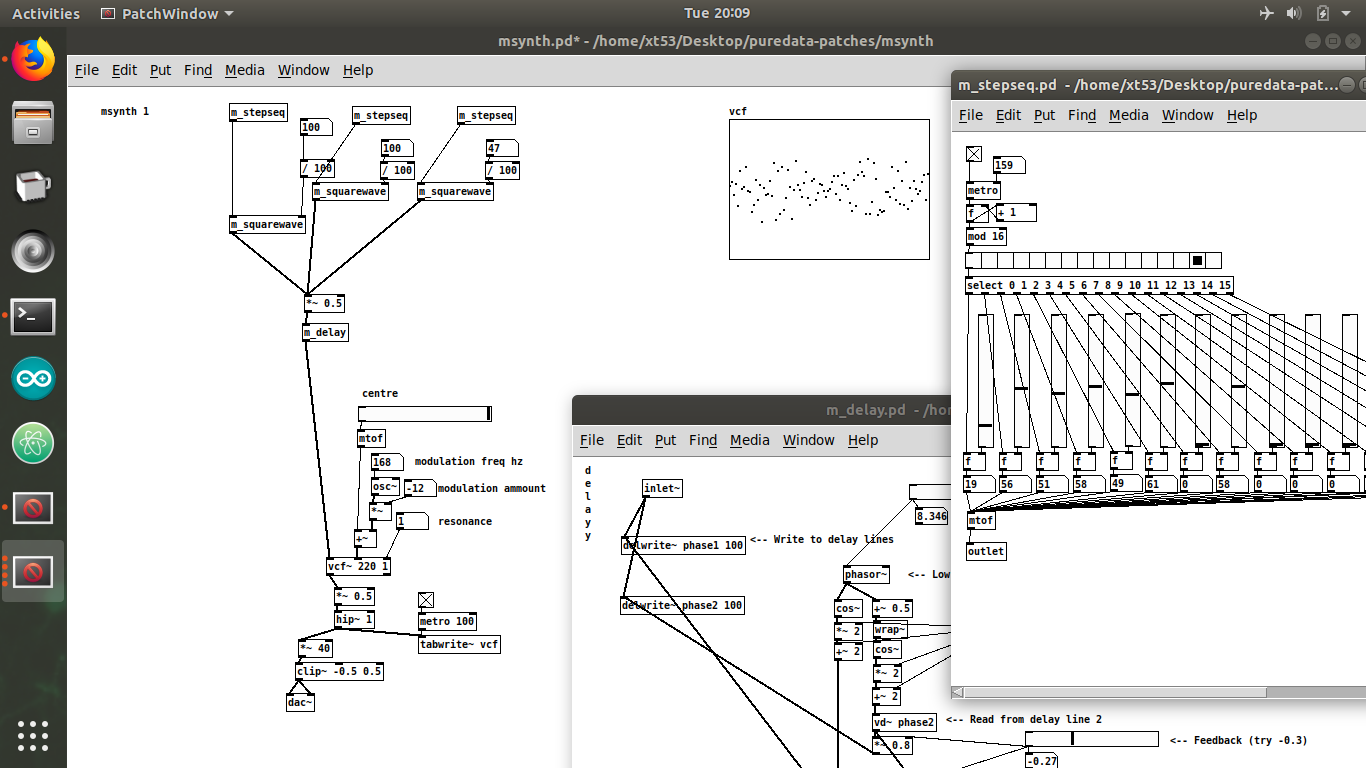 Activities PatchWindow Tue 20:09
msynth.pd* - /home/xt53/Desktop/puredata-patches/msynth
File Edit Put Find Media Window Help
msynth 1
m_stepseq m_stepseq m_stepseq
100
100 47
/ 100 / 100 / 100
m_squarewave m_squarewave
m_squarewave
*~ 0.5
m_delay
centre
mtof
168 modulation freq hz
osc~ -12 modulation ammount
*~
1 resonance
+~
vcf~ 220 1
*~ 0.5
hip~ 1
metro 100
tabwrite~ vcf
*~ 40
clip~ -0.5 0.5
dac~
vcf
m_delay.pd - /hom
File Edit Put Find Media Window Help
d
e
l
a
y
y
inlet~
8.346
delwrite~ phase1 100 <-- Write to delay lines
phasor~ <-- Low
delwrite~ phase2 100
cos~ +~ 0.5
*~ 2 wrap~
+~ 2 cos~
*~ 2
+~ 2
vd~ phase2 <-- Read from delay line 2
*~ 0.8 <-- Feedback (try -0.3)
-0.27
m_stepseq.pd - /home/xt53/Desktop/puredata-pat...
File Edit Put Find Media Window Help
159
metro
f + 1
mod 16
select 0 1 2 3 4 5 6 7 8 9 10 11 12 13 14 15
f f f f f f f f f f f
19 56 51 58 49 61 0 58 0 0 0
mtof
outlet